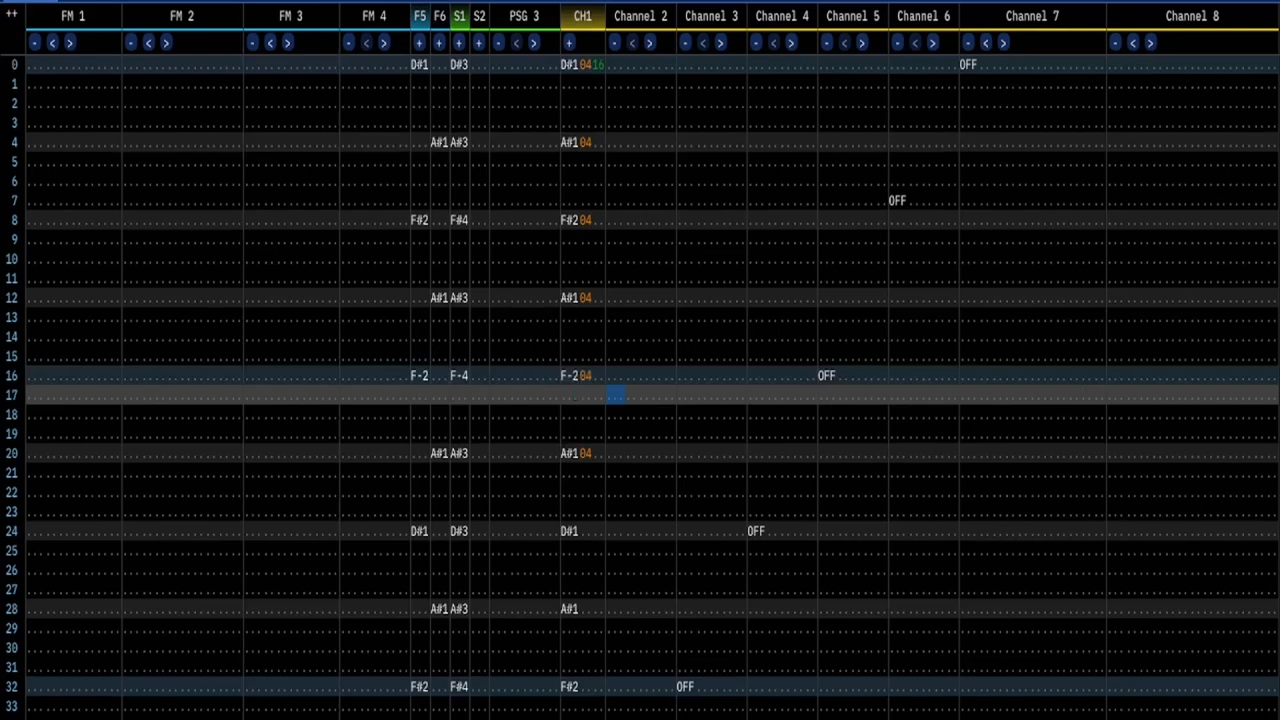 ++ FM 1 FM 2 FM 3 FM 4 F5 F6 S1 S2 PSG 3 CH1 Channel 2 Channel 3 Channel 4 Channel 5 Channel 6 Channel 7 Channel 8
- < > - < > - < > - < > + + + + - < > + - < > - < > - < > - < > - < > - < > - < >
0 D#1 D#3 D#1 04 16 OFF
1
2
3
4 A#1 A#3 A#1 04
5
6
7 OFF
8 F#2 F#4 F#2 04
9
10
11
12 A#1 A#3 A#1 04
13
14
15
16 F-2 F-4 F-2 04 OFF
17
18
19
20 A#1 A#3 A#1 04
21
22
23
24 D#1 D#3 D#1 OFF
25
26
27
28 A#1 A#3 A#1
29
30
31
32 F#2 F#4 F#2 OFF
33